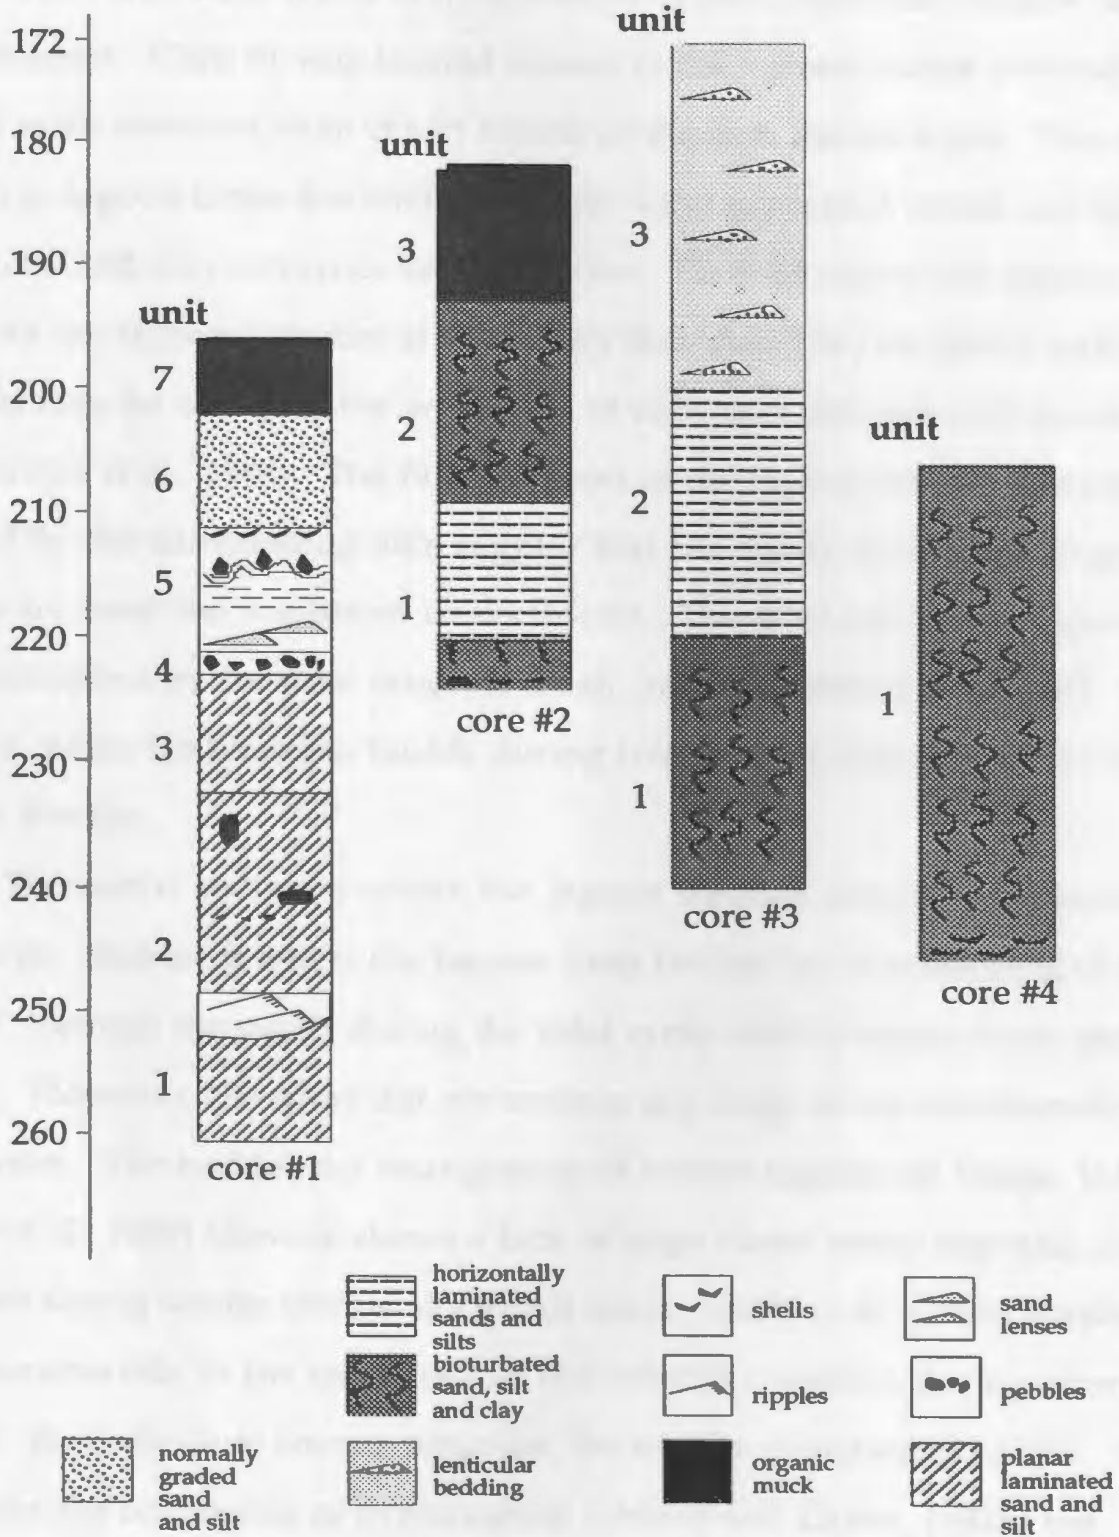 172
180
190
200
210
220
230
240
250
260
unit
7
6
5
4
3
2
1
core #1
unit
3
2
1
core #2
unit
3
2
1
core #3
unit
1
core #4
horizontally
laminated
sands and
silts
shells
sand
lenses
bioturbated
sand, silt
and clay
ripples
pebbles
normally
graded
sand
and silt
lenticular
bedding
organic
muck
planar
laminated
sand and
silt